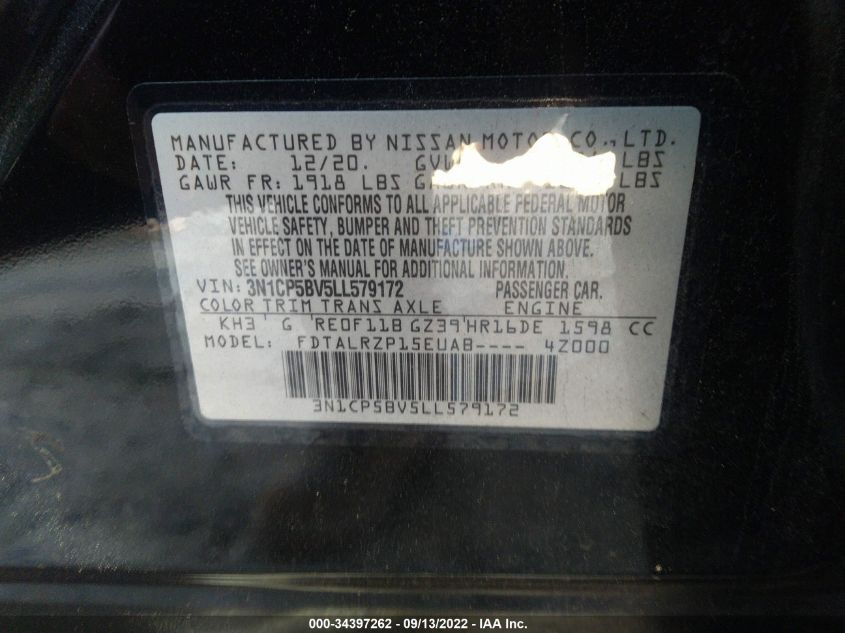 MANUFACTURED BY NISSAN MOTOR CO., LTD.
DATE: 12/20. LBS
GAWR FR: 1918 LBS LBS
THIS VEHICLE CONFORMS TO ALL APPLICABLE FEDERAL MOTOR
VEHICLE SAFETY, BUMPER AND THEFT PREVENTION STANDARDS
IN EFFECT ON THE DATE OF MANUFACTURE SHOWN ABOVE.
SEE OWNER'S MANUAL FOR ADDITIONAL INFORMATION
VIN: 3N1CP5BV5LL579172 PASSENGER CAR.
COLOR TRIM TRANS AXLE ENGINE
KH3 G RE0F11B GZ39 HR16DE 1598 CC
MODEL: FDTALRZP15EUAB---- 4Z000
3N1CP5BV5LL579172
000-34397262 - 09/13/2022 - IAA Inc.